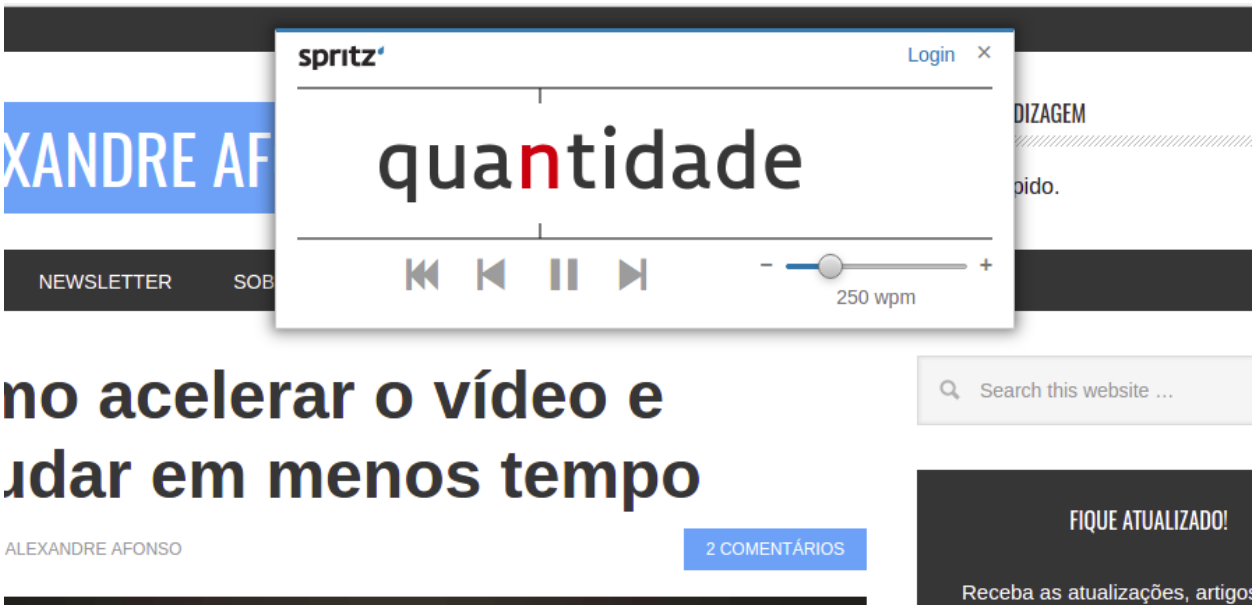 spritz
Login ×
quantidade
− +
250 wpm
XANDRE AF
DIZAGEM
pido.
NEWSLETTER SOB
mo acelerar o vídeo e
udar em menos tempo
ALEXANDRE AFONSO
2 COMENTÁRIOS
Search this website …
FIQUE ATUALIZADO!
Receba as atualizações, artigos